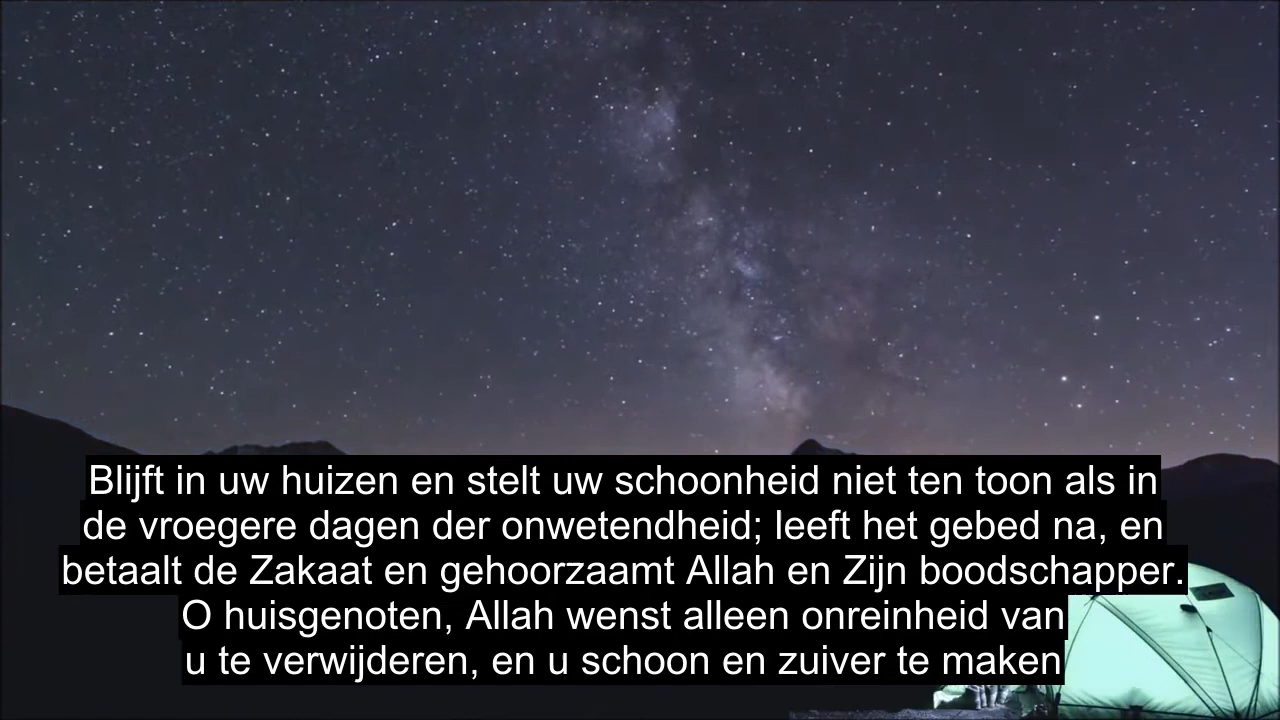 Blijft in uw huizen en stelt uw schoonheid niet ten toon als in
de vroegere dagen der onwetendheid; leeft het gebed na, en
betaalt de Zakaat en gehoorzaamt Allah en Zijn boodschapper.
O huisgenoten, Allah wenst alleen onreinheid van
u te verwijderen, en u schoon en zuiver te maken